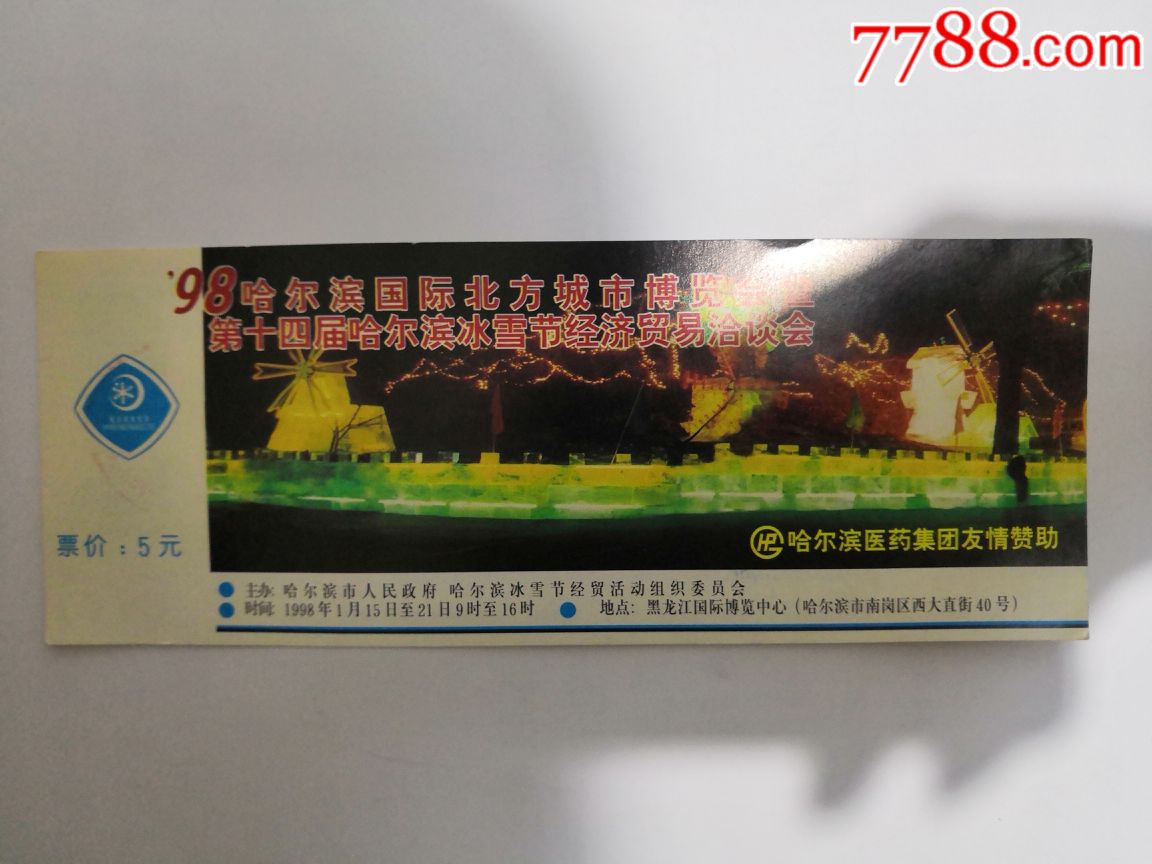 7788.com
'98哈尔滨国际北方城市博览会暨
第十四届哈尔滨冰雪节经济贸易洽谈会
票价：5元
HP 哈尔滨医药集团友情赞助
● 主办：哈尔滨市人民政府 哈尔滨冰雪节经贸活动组织委员会
● 时间：1998年1月15日至21日9时至16时 ● 地点：黑龙江国际博览中心（哈尔滨市南岗区西大直街40号）